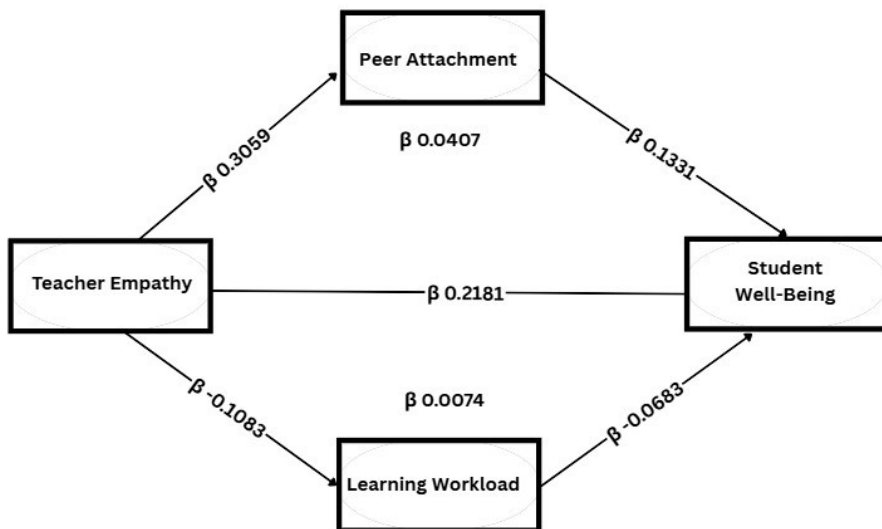 Peer Attachment
β 0.0407
β 0.3059
β 0.1331
Teacher Empathy
β 0.2181
Student
Well-Being
β -0.1083
β 0.0074
β -0.0683
Learning Workload